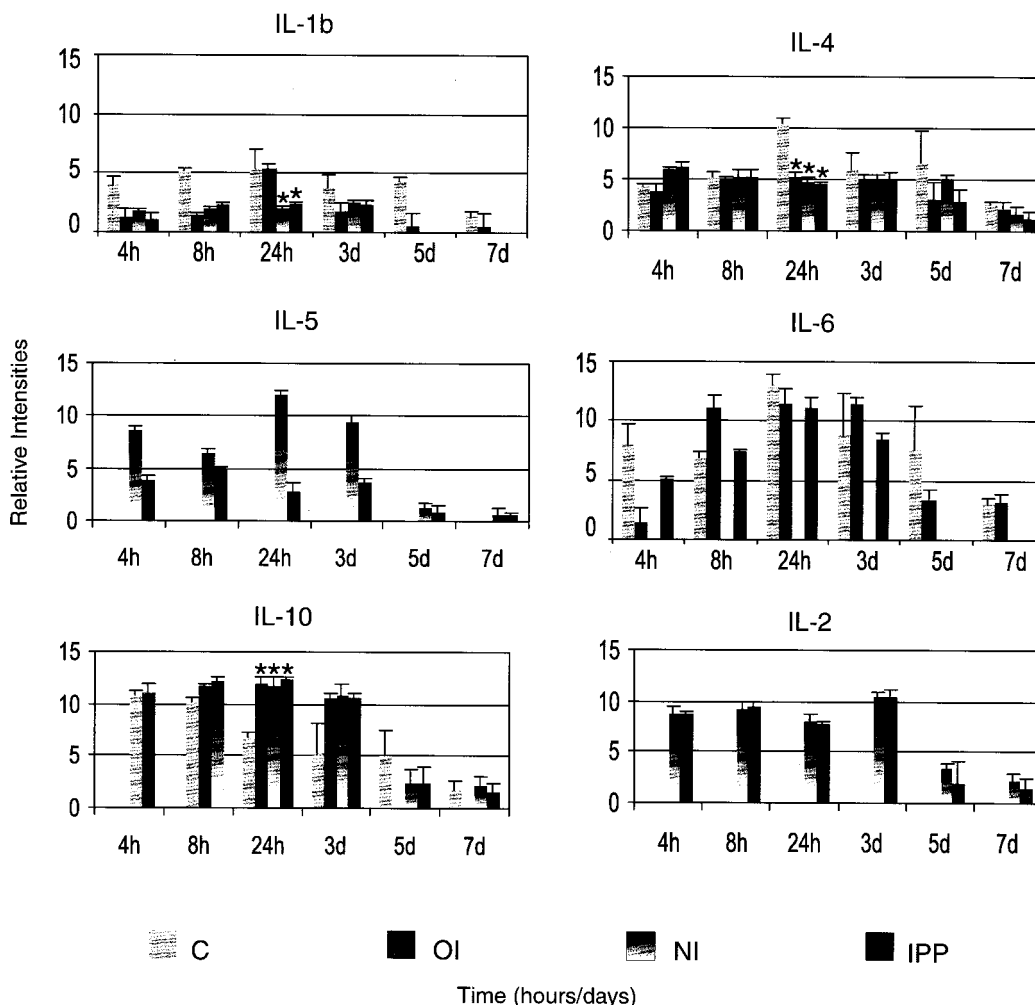 IL-1b
15
10
5
0
4h 8h 24h 3d 5d 7d
* *
IL-4
15
10
5
0
4h 8h 24h 3d 5d 7d
* * *
Relative Intensities
IL-5
15
10
5
0
4h 8h 24h 3d 5d 7d
IL-6
15
10
5
0
4h 8h 24h 3d 5d 7d
IL-10
15
10
5
0
4h 8h 24h 3d 5d 7d
***
IL-2
15
10
5
0
4h 8h 24h 3d 5d 7d
C OI NI IPP
Time (hours/days)